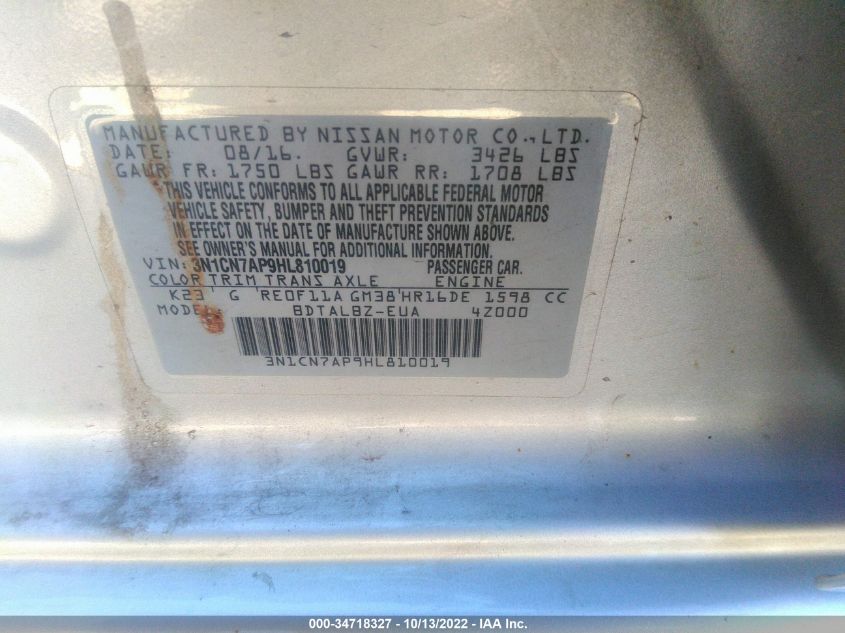 MANUFACTURED BY NISSAN MOTOR CO., LTD.
DATE: 08/16. GVWR: 3426 LBS
GAWR FR: 1750 LBS GAWR RR: 1708 LBS
THIS VEHICLE CONFORMS TO ALL APPLICABLE FEDERAL MOTOR
VEHICLE SAFETY, BUMPER AND THEFT PREVENTION STANDARDS
IN EFFECT ON THE DATE OF MANUFACTURE SHOWN ABOVE.
SEE OWNER'S MANUAL FOR ADDITIONAL INFORMATION.
VIN: 3N1CN7AP9HL810019 PASSENGER CAR.
COLOR TRIM TRANS AXLE ENGINE
K23 G RE0F11A GM38 HR16DE 1598 CC
MODEL BDTALBZ-EUA 4Z000
3N1CN7AP9HL810019
000-34718327 - 10/13/2022 - IAA Inc.